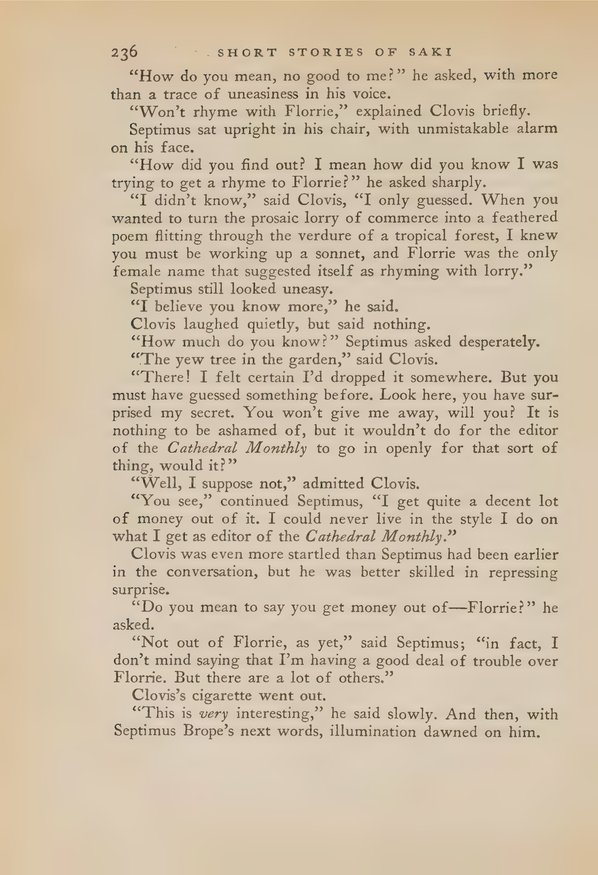 236 SHORT STORIES OF SAKI
“How do you mean, no good to me?” he asked, with more
than a trace of uneasiness in his voice.
“Won’t rhyme with Florrie,” explained Clovis briefly.
Septimus sat upright in his chair, with unmistakable alarm
on his face.
“How did you find out? I mean how did you know I was
trying to get a rhyme to Florrie?” he asked sharply.
“I didn’t know,” said Clovis, “I only guessed. When you
wanted to turn the prosaic lorry of commerce into a feathered
poem flitting through the verdure of a tropical forest, I knew
you must be working up a sonnet, and Florrie was the only
female name that suggested itself as rhyming with lorry.”
Septimus still looked uneasy.
“I believe you know more,” he said.
Clovis laughed quietly, but said nothing.
“How much do you know?” Septimus asked desperately.
“The yew tree in the garden,” said Clovis.
“There! I felt certain I’d dropped it somewhere. But you
must have guessed something before. Look here, you have sur-
prised my secret. You won’t give me away, will you? It is
nothing to be ashamed of, but it wouldn’t do for the editor
of the Cathedral Monthly to go in openly for that sort of
thing, would it?”
“Well, I suppose not,” admitted Clovis.
“You see,” continued Septimus, “I get quite a decent lot
of money out of it. I could never live in the style I do on
what I get as editor of the Cathedral Monthly.”
Clovis was even more startled than Septimus had been earlier
in the conversation, but he was better skilled in repressing
surprise.
“Do you mean to say you get money out of—Florrie?” he
asked.
“Not out of Florrie, as yet,” said Septimus; “in fact, I
don’t mind saying that I’m having a good deal of trouble over
Florrie. But there are a lot of others.”
Clovis’s cigarette went out.
“This is very interesting,” he said slowly. And then, with
Septimus Brope’s next words, illumination dawned on him.